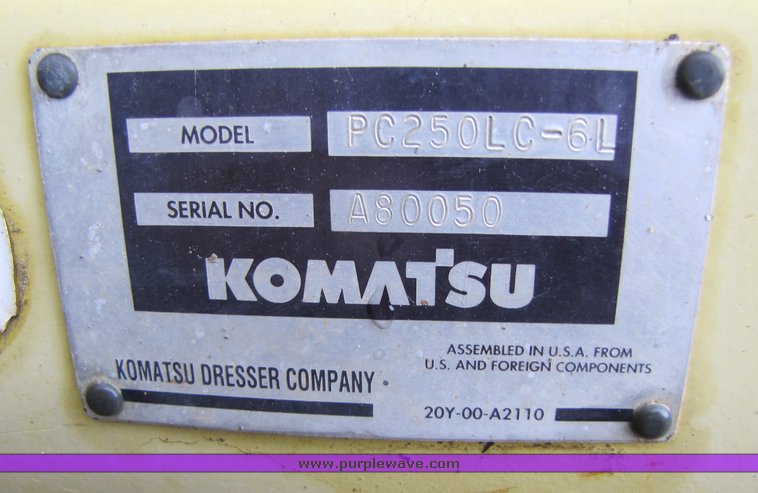 MODEL PC250LC-6L
SERIAL NO. A80050
KOMATSU
ASSEMBLED IN U.S.A. FROM
U.S. AND FOREIGN COMPONENTS
KOMATSU DRESSER COMPANY
20Y-00-A2110
www.purplewave.com